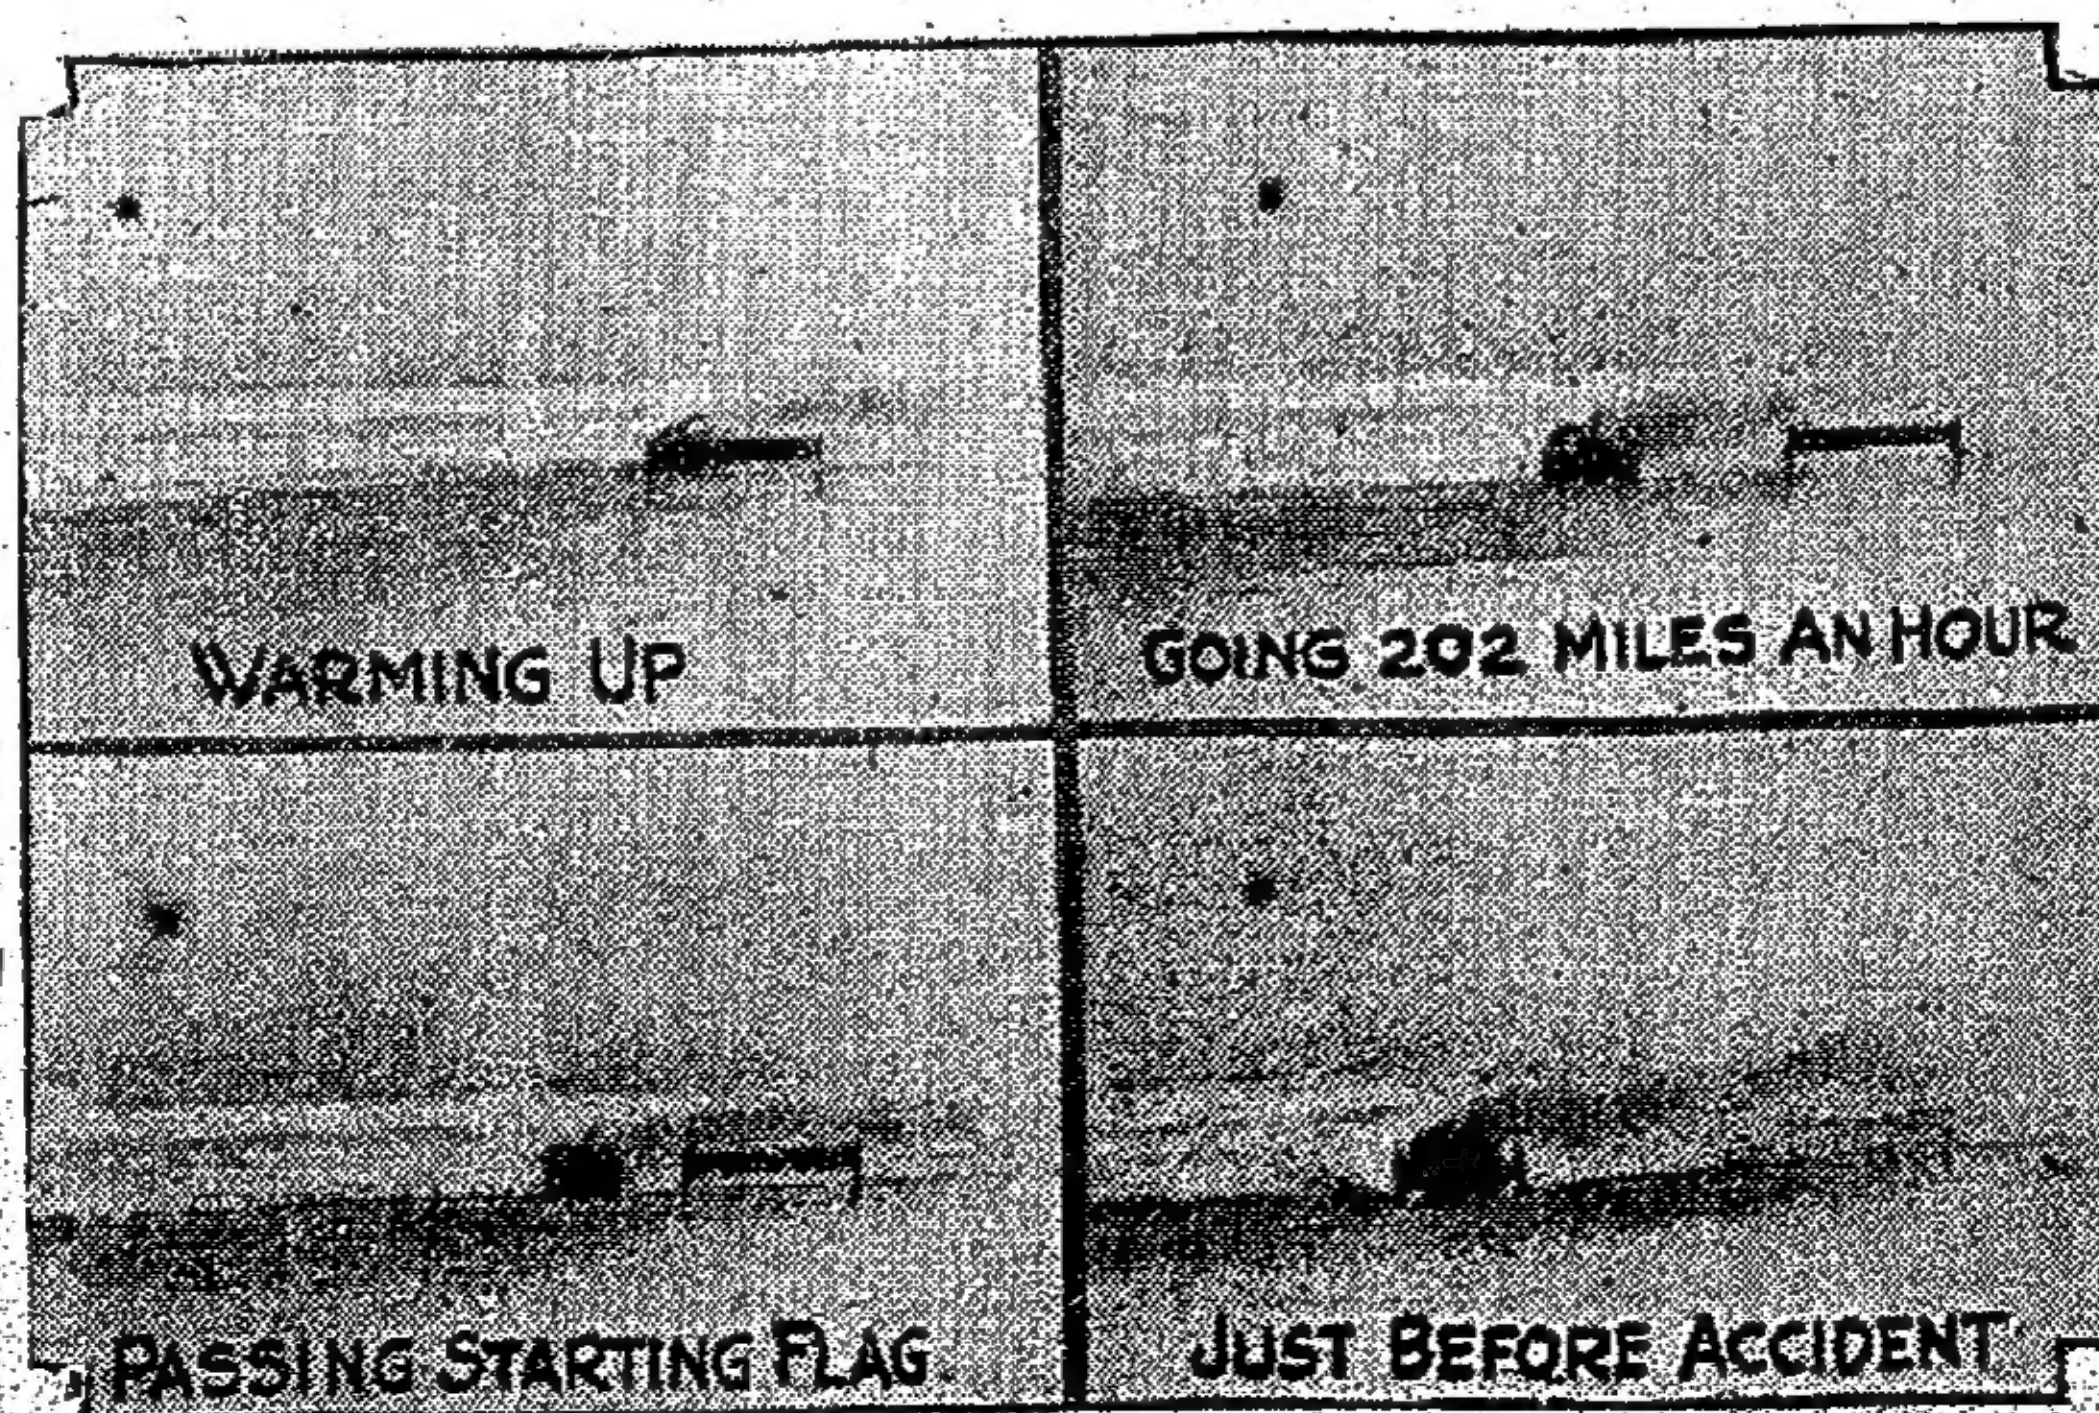 WARMING UP
GOING 202 MILES AN HOUR
PASSING STARTING FLAG.
JUST BEFORE ACCIDENT